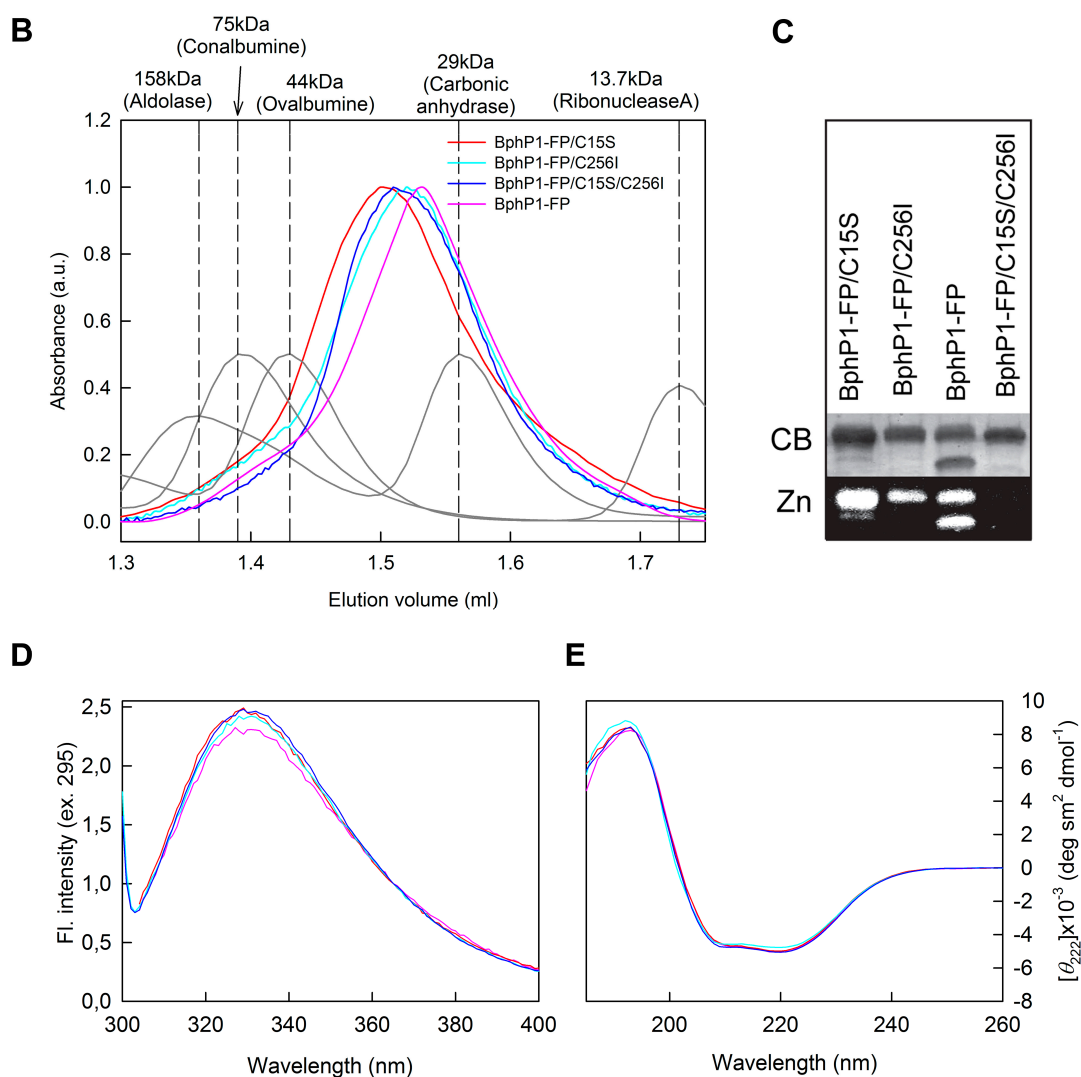 B
75kDa
(Conalbumine)
158kDa
(Aldolase)
44kDa
(Ovalbumine)
29kDa
(Carbonic
anhydrase)
13.7kDa
(RibonucleaseA)
BphP1-FP/C15S
BphP1-FP/C256I
BphP1-FP/C15S/C256I
BphP1-FP
1.2
1.0
0.8
0.6
0.4
0.2
0.0
Absorbance (a.u.)
1.3 1.4 1.5 1.6 1.7
Elution volume (ml)
C
BphP1-FP/C15S
BphP1-FP/C256I
BphP1-FP
BphP1-FP/C15S/C256I
CB
Zn
D
2,5
2,0
1,5
1,0
0,5
0,0
Fl. intensity (ex. 295)
300 320 340 360 380 400
Wavelength (nm)
E
10
8
6
4
2
0
-2
-4
-6
-8
[θ222]x10-3 (deg sm2 dmol-1)
200 220 240 260
Wavelength (nm)